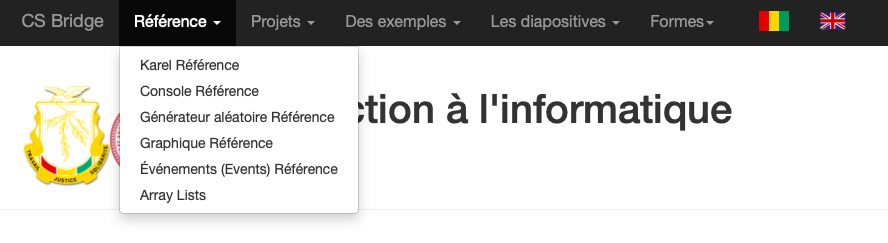 CS Bridge Référence Projets Des exemples Les diapositives Formes
Karel Référence
Console Référence
ction à l'informatique
Générateur aléatoire Référence
Graphique Référence
Événements (Events) Référence
Array Lists
TRAVAIL JUSTICE SOLIDARITÉ